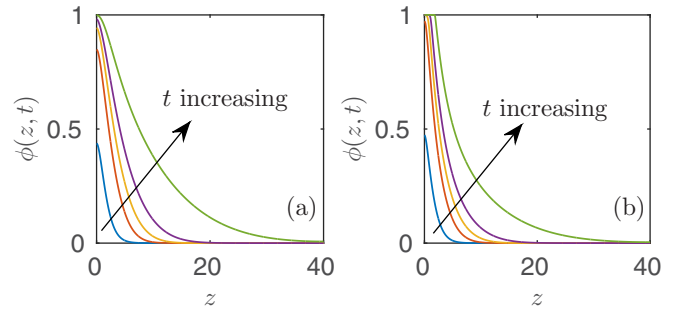 1
0.5
0
ϕ(z, t)
t increasing
(a)
0 20 40
z
1
0.5
0
ϕ(z, t)
t increasing
(b)
0 20 40
z